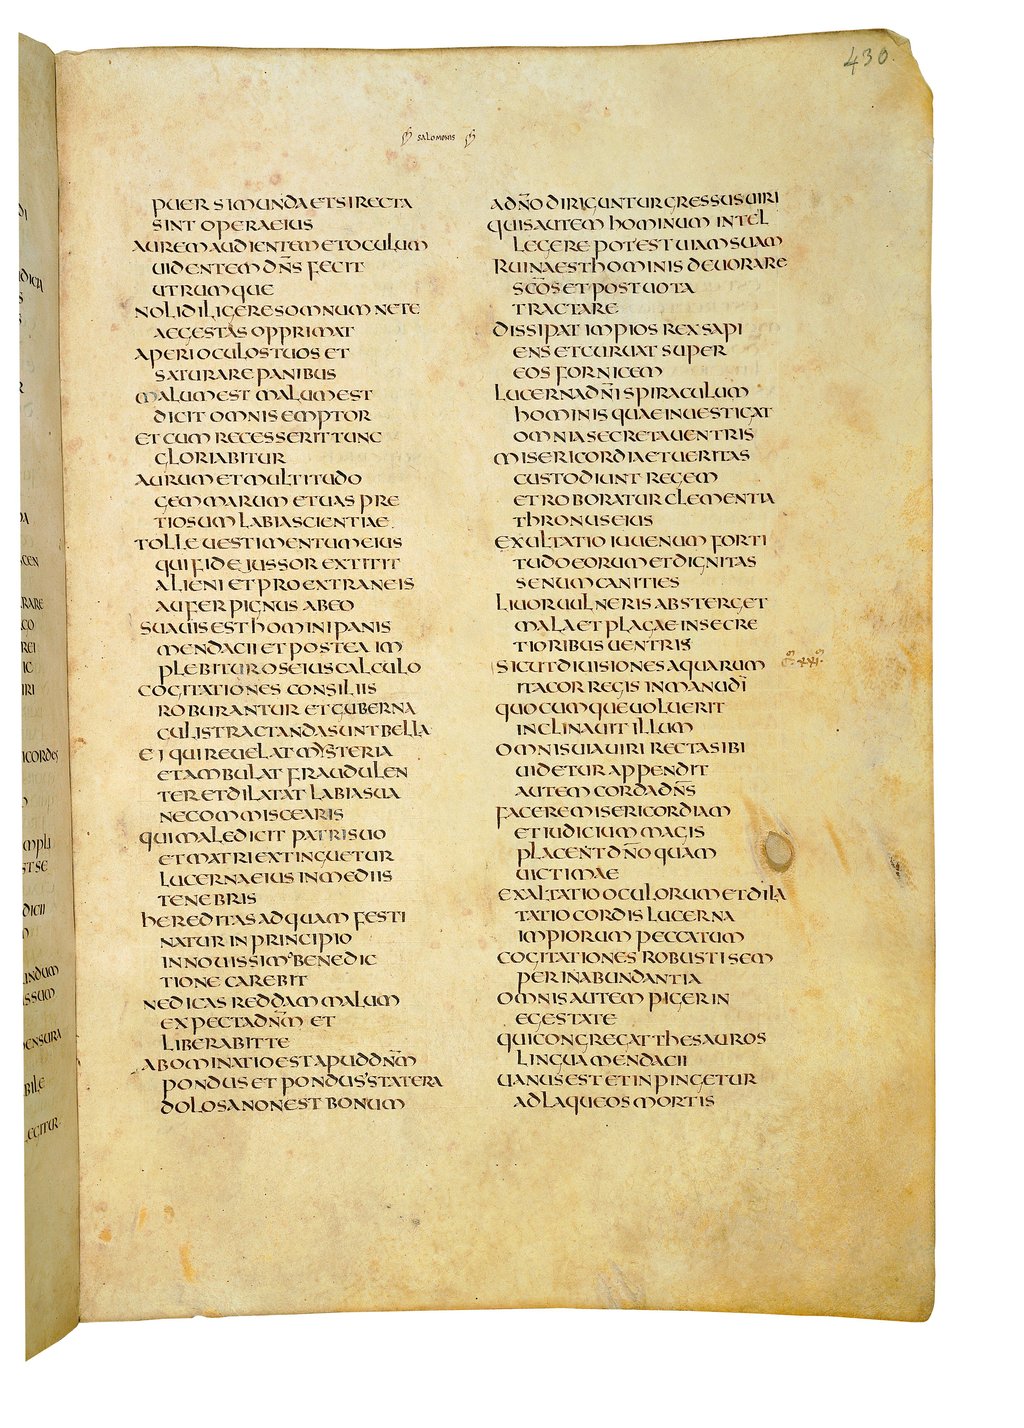 430
SALOMONIS
PUER SI MUNDA ET SI RECTA
SINT OPERA EIUS
AUREM AUDIENTEM ET OCULUM
UIDENTEM DN̄S FECIT
UTRUMQUE
NOLI DILIGERE SOMNUM NE TE
AEGESTAS OPPRIMAT
APERI OCULOS TUOS ET
SATURARE PANIBUS
MALUM EST MALUM EST
DICIT OMNIS EMPTOR
ET CUM RECESSERIT TUNC
GLORIABITUR
AURUM ET MULTITUDO
GEMMARUM ET UAS PRE
TIOSUM LABIA SCIENTIAE
TOLLE UESTIMENTUM EIUS
QUI FIDEJUSSOR EXTITIT
ALIENI ET PRO EXTRANEIS
AUFER PIGNUS AB EO
SUAUIS EST HOMINI PANIS
MENDACII ET POSTEA IM
PLEBITUR OS EIUS CALCULO
COGITATIONES CONSILIIS
ROBURANTUR ET GUBERNA
CULIS TRACTANDA SUNT BELLA
EI QUI REUELAT MYSTERIA
ET AMBULAT FRAUDULEN
TER ET DILATAT LABIA SUA
NE COMMISCEARIS
QUI MALEDICIT PATRI SUO
ET MATRI EXTINGUETUR
LUCERNA EIUS IN MEDIIS
TENEBRIS
HEREDITAS AD QUAM FESTI
NATUR IN PRINCIPIO
IN NOUISSIMO BENEDIC
TIONE CAREBIT
NE DICAS REDDAM MALUM
EXPECTA DN̄M ET
LIBERABIT TE
ABOMINATIO EST APUD DN̄M
PONDUS ET PONDUS STATERA
DOLOSA NON EST BONUM
A DN̄O DIRIGUNTUR GRESSUS UIRI
QUIS AUTEM HOMINUM INTEL
LEGERE POTEST UIAM SUAM
RUINA EST HOMINIS DEUORARE
SC̄OS ET POST UOTA
TRACTARE
DISSIPAT IMPIOS REX SAPI
ENS ET CURUAT SUPER
EOS FORNICEM
LUCERNA DN̄I SPIRACULUM
HOMINIS QUAE INUESTIGAT
OMNIA SECRETA UENTRIS
MISERICORDIA ET UERITAS
CUSTODIUNT REGEM
ET ROBORATUR CLEMENTIA
THRONUS EIUS
EXULTATIO IUUENUM FORTI
TUDO EORUM ET DIGNITAS
SENUM CANITIES
LIUOR UULNERIS ABSTERGET
MALA ET PLAGAE IN SECRE
TIORIBUS UENTRIS
SICUT DIUISIONES AQUARUM
ITA COR REGIS IN MANU DĪ
QUOCUMQUE UOLUERIT
INCLINAUIT ILLUM
OMNIS UIA UIRI RECTA SIBI
UIDETUR APPENDIT
AUTEM CORDA DN̄S
FACERE MISERICORDIAM
ET IUDICIUM MAGIS
PLACENT DN̄O QUAM
UICTIMAE
EXALTATIO OCULORUM ET DILA
TATIO CORDIS LUCERNA
IMPIORUM PECCATUM
COGITATIONES ROBUSTI SEM
PER IN ABUNDANTIA
OMNIS AUTEM PIGER IN
EGESTATE
QUI CONGREGAT THESAUROS
LINGUA MENDACII
UANUS EST ET INPINGETUR
AD LAQUEOS MORTIS